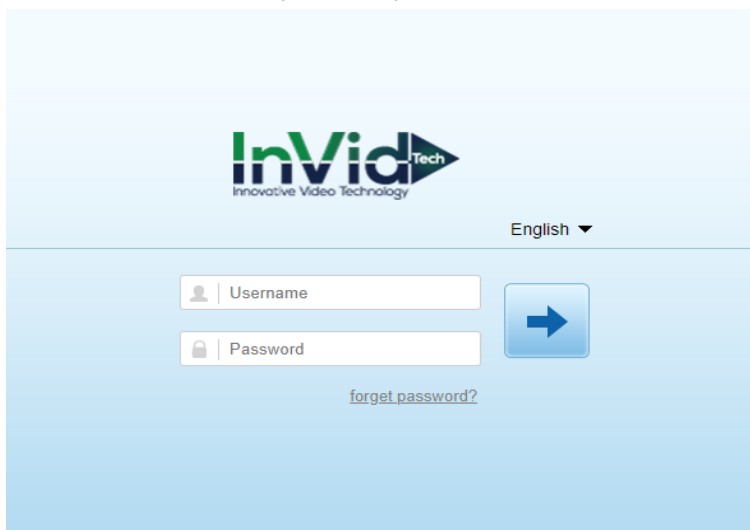 InVid Tech
Innovative Video Technology
English
Username
Password
forget password?